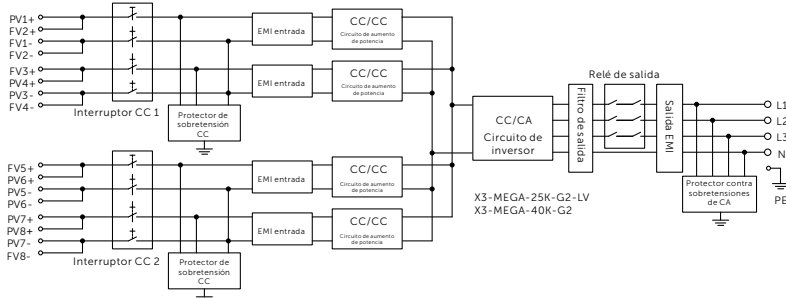 PV1+
FV2+
FV1-
FV2-
FV3+
PV4+
PV3-
FV4-
Interruptor CC 1
Protector de
sobretensión
CC
EMI entrada
EMI entrada
CC/CC
Circuito de aumento
de potencia
CC/CC
Circuito de aumento
de potencia
FV5+
PV6+
PV5-
PV6-
PV7+
PV8+
PV7-
FV8-
Interruptor CC 2
Protector de
sobretensión
CC
EMI entrada
EMI entrada
CC/CC
Circuito de aumento
de potencia
CC/CC
Circuito de aumento
de potencia
CC/CA
Circuito de
inversor
Filtro de salida
Relé de salida
Salida EMI
X3-MEGA-25K-G2-LV
X3-MEGA-40K-G2
L1
L2
L3
N
PE
Protector contra
sobretensiones
de CA